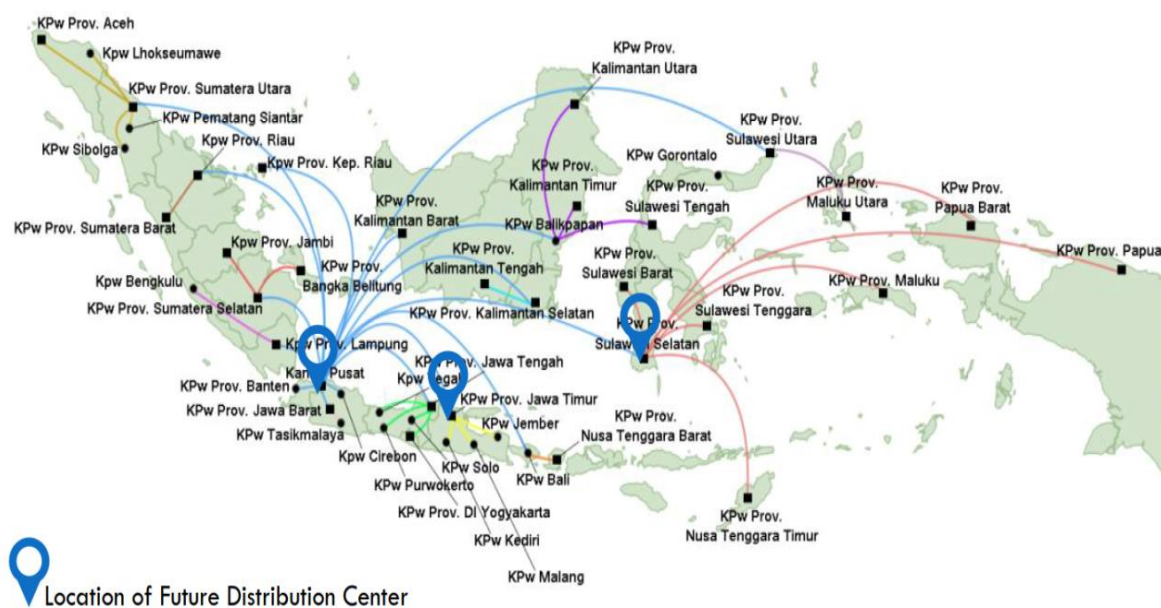 KPw Prov. Aceh
Kpw Lhokseumawe
KPw Prov. Sumatera Utara
KPw Pematang Siantar
Kpw Prov. Riau
KPw Sibolga
Kpw Prov. Kep. Riau
KPw Prov. Sumatera Barat
KPw Prov. Jambi
KPw Prov.
Bangka Belitung
Kpw Bengkulu
KPw Prov. Sumatera Selatan
Kpw Prov. Lampung
Pusat
KPw Prov. Banten
KPw Prov. Jawa Barat
KPw Tasikmalaya
Kpw Cirebon
KPw Purwokerto
KPw Prov. DI Yogyakarta
KPw Solo
KPw Kediri
KPw Malang
Prov. Jawa Tengah
Kpw
KPw Prov. Jawa Timur
KPw Jember
KPw Bali
KPw Prov.
Nusa Tenggara Barat
KPw Prov.
Nusa Tenggara Timur
KPw Prov.
Kalimantan Utara
KPw Prov.
Kalimantan Timur
KPw Prov.
Kalimantan Barat
KPw Balikpapan
KPw Prov.
Kalimantan Tengah
KPw Prov. Kalimantan Selatan
KPw Prov.
Sulawesi Utara
KPw Gorontalo
KPw Prov.
Sulawesi Tengah
KPw Prov.
Sulawesi Barat
KPw Prov.
Sulawesi Tenggara
Prov.
Selatan
KPw Prov.
Maluku Utara
KPw Prov.
Papua Barat
KPw Prov. Papua
KPw Prov. Maluku
Location of Future Distribution Center